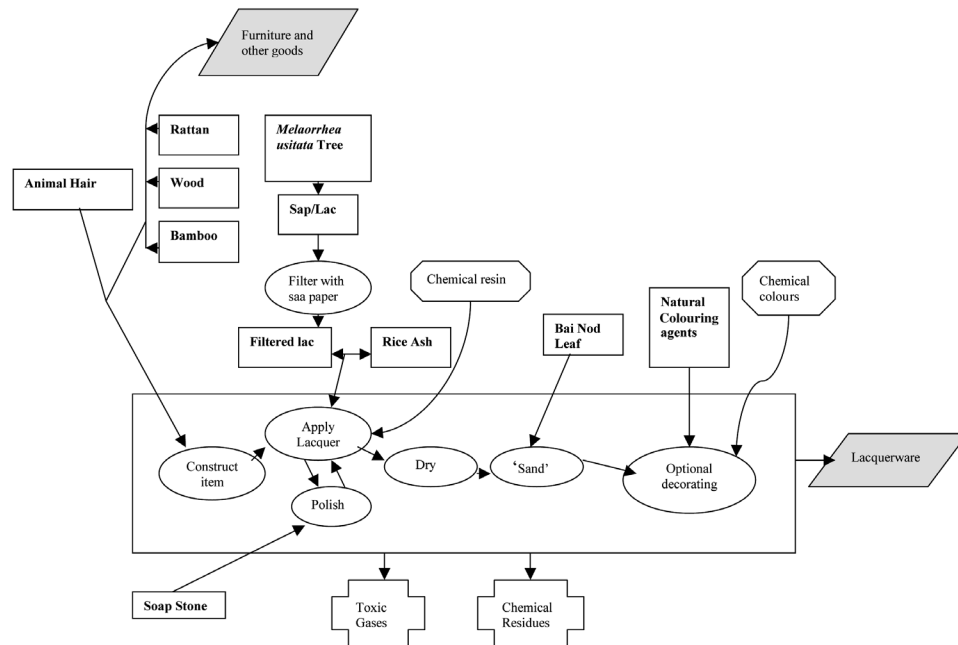 Furniture and
other goods
Rattan
Melaorrhea
usitata Tree
Animal Hair
Wood
Sap/Lac
Bamboo
Filter with
saa paper
Chemical resin
Chemical
colours
Natural
Colouring
agents
Bai Nod
Leaf
Filtered lac
Rice Ash
Apply
Lacquer
Construct
item
Dry
‘Sand’
Optional
decorating
Lacquerware
Polish
Soap Stone
Toxic
Gases
Chemical
Residues